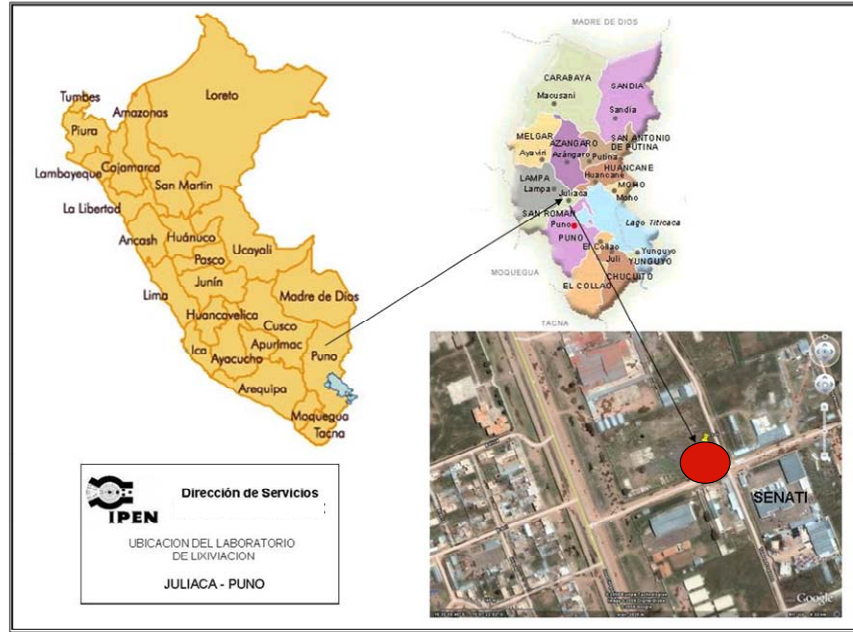 Tumbes
Piura
Lambayeque
Amazonas
Cajamarca
Loreto
San Martin
La Libertad
Ancash
Huánuco
Ucayali
Pasco
Lima
Junín
Madre de Dios
Huancavelica
Cusco
Ica
Ayacucho
Apurimac
Puno
Arequipa
Moquegua
Tacna
MADRE DE DIOS
CARABAYA
Macusani
SANDIA
Sandia
MELGAR
Ayaviri
AZANGARO
Azángaro
SAN ANTONIO
DE PUTINA
Putina
HUANCANE
Huancane
LAMPA
Lampa
MOHO
Moho
Juliaca
SAN ROMAN
Puno
PUNO
Lago Titicaca
El Collao
Juli
Yunguyo
YUNGUYO
MOQUEGUA
CHUCUITO
EL COLLAO
TACNA
SENATI
Google
IPEN
Dirección de Servicios
UBICACION DEL LABORATORIO
DE LIXIVIACION
JULIACA - PUNO